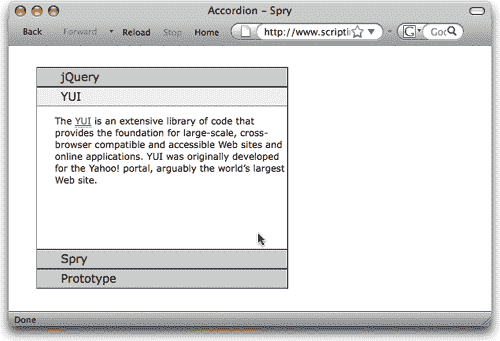 Accordion – Spry
Back Forward Reload Stop Home http://www.scripti Goo
jQuery
YUI
The YUI is an extensive library of code that
provides the foundation for large-scale, cross-
browser compatible and accessible Web sites and
online applications. YUI was originally developed
for the Yahoo! portal, arguably the world's largest
Web site.
Spry
Prototype
Done